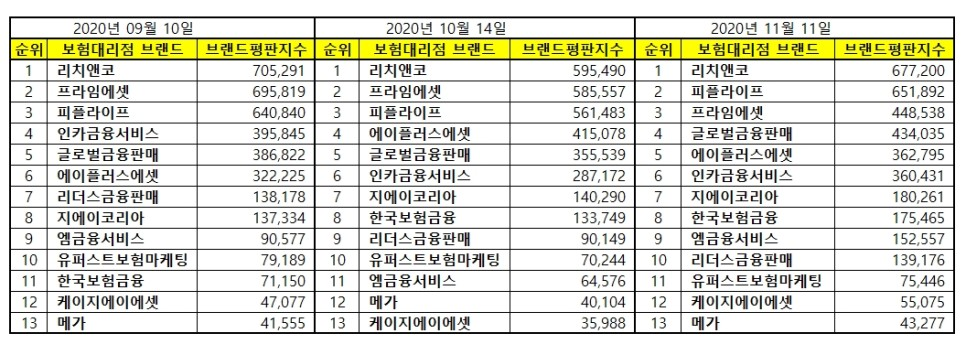 2020년 09월 10일 2020년 10월 14일 2020년 11월 11일
순위 보험대리점 브랜드 브랜드평판지수 순위 보험대리점 브랜드 브랜드평판지수 순위 보험대리점 브랜드 브랜드평판지수
1 리치앤코 705,291 1 리치앤코 595,490 1 리치앤코 677,200
2 프라임에셋 695,819 2 프라임에셋 585,557 2 피플라이프 651,892
3 피플라이프 640,840 3 피플라이프 561,483 3 프라임에셋 448,538
4 인카금융서비스 395,845 4 에이플러스에셋 415,078 4 글로벌금융판매 434,035
5 글로벌금융판매 386,822 5 글로벌금융판매 355,539 5 에이플러스에셋 362,795
6 에이플러스에셋 322,225 6 인카금융서비스 287,172 6 인카금융서비스 360,431
7 리더스금융판매 138,178 7 지에이코리아 140,290 7 지에이코리아 180,261
8 지에이코리아 137,334 8 한국보험금융 133,749 8 한국보험금융 175,465
9 엠금융서비스 90,577 9 리더스금융판매 90,149 9 엠금융서비스 152,557
10 유퍼스트보험마케팅 79,189 10 유퍼스트보험마케팅 70,244 10 리더스금융판매 139,176
11 한국보험금융 71,150 11 엠금융서비스 64,576 11 유퍼스트보험마케팅 75,446
12 케이지에이에셋 47,077 12 메가 40,104 12 케이지에이에셋 55,075
13 메가 41,555 13 케이지에이에셋 35,988 13 메가 43,277